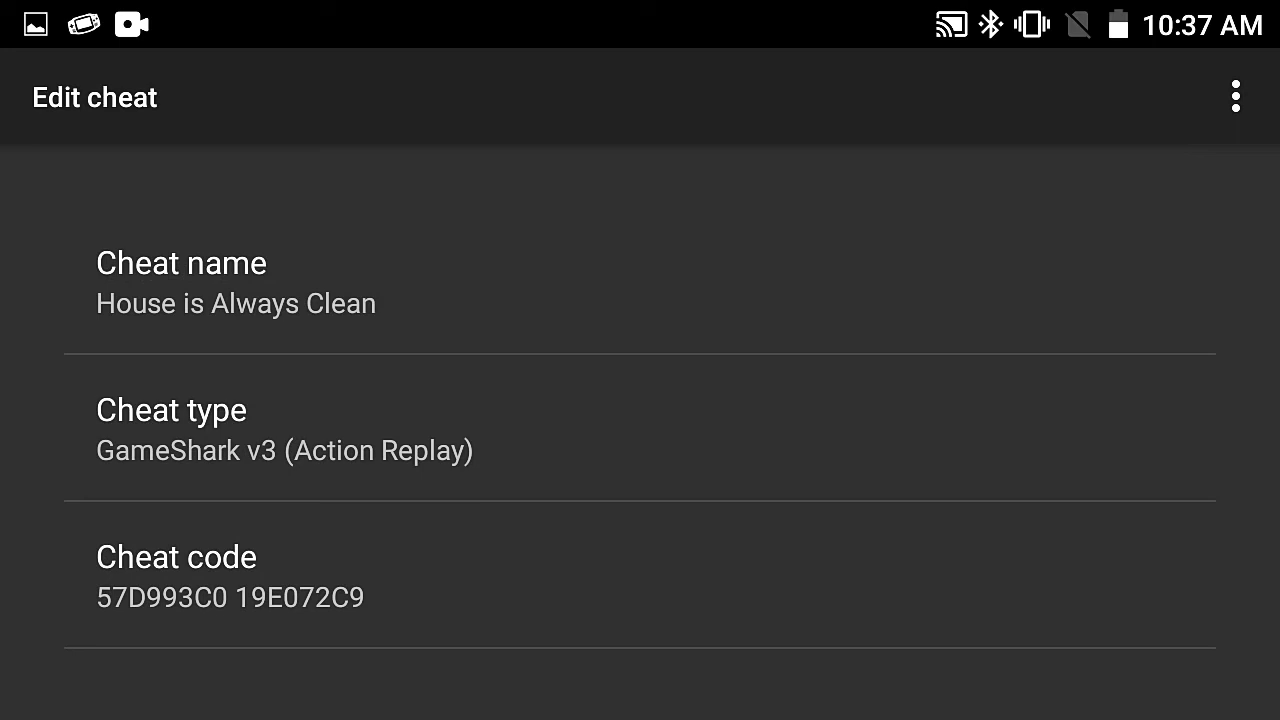 10:37 AM
Edit cheat
Cheat name
House is Always Clean
Cheat type
GameShark v3 (Action Replay)
Cheat code
57D993C0 19E072C9